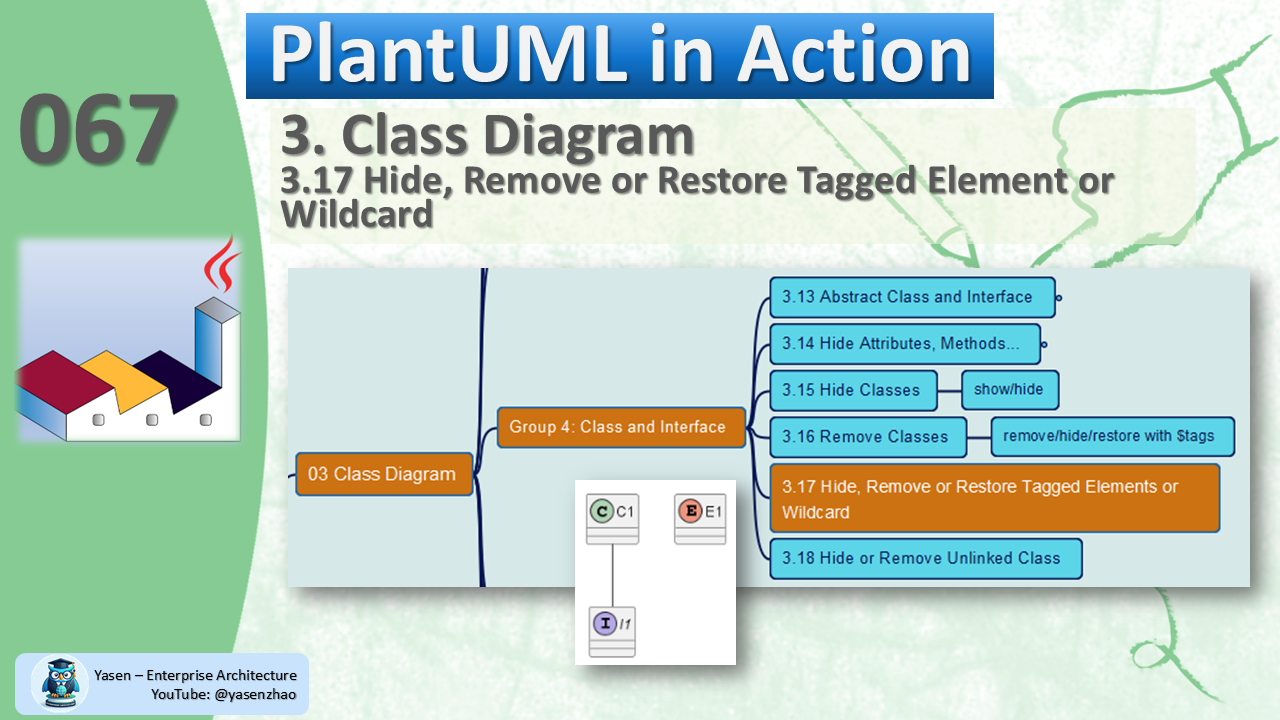 PlantUML in Action
067
3. Class Diagram
3.17 Hide, Remove or Restore Tagged Element or
Wildcard
3.13 Abstract Class and Interface
3.14 Hide Attributes, Methods...
3.15 Hide Classes
show/hide
Group 4: Class and Interface
3.16 Remove Classes
remove/hide/restore with $tags
03 Class Diagram
3.17 Hide, Remove or Restore Tagged Elements or
Wildcard
3.18 Hide or Remove Unlinked Class
C C1
E E1
I I1
Yasen – Enterprise Architecture
YouTube: @yasenzhao